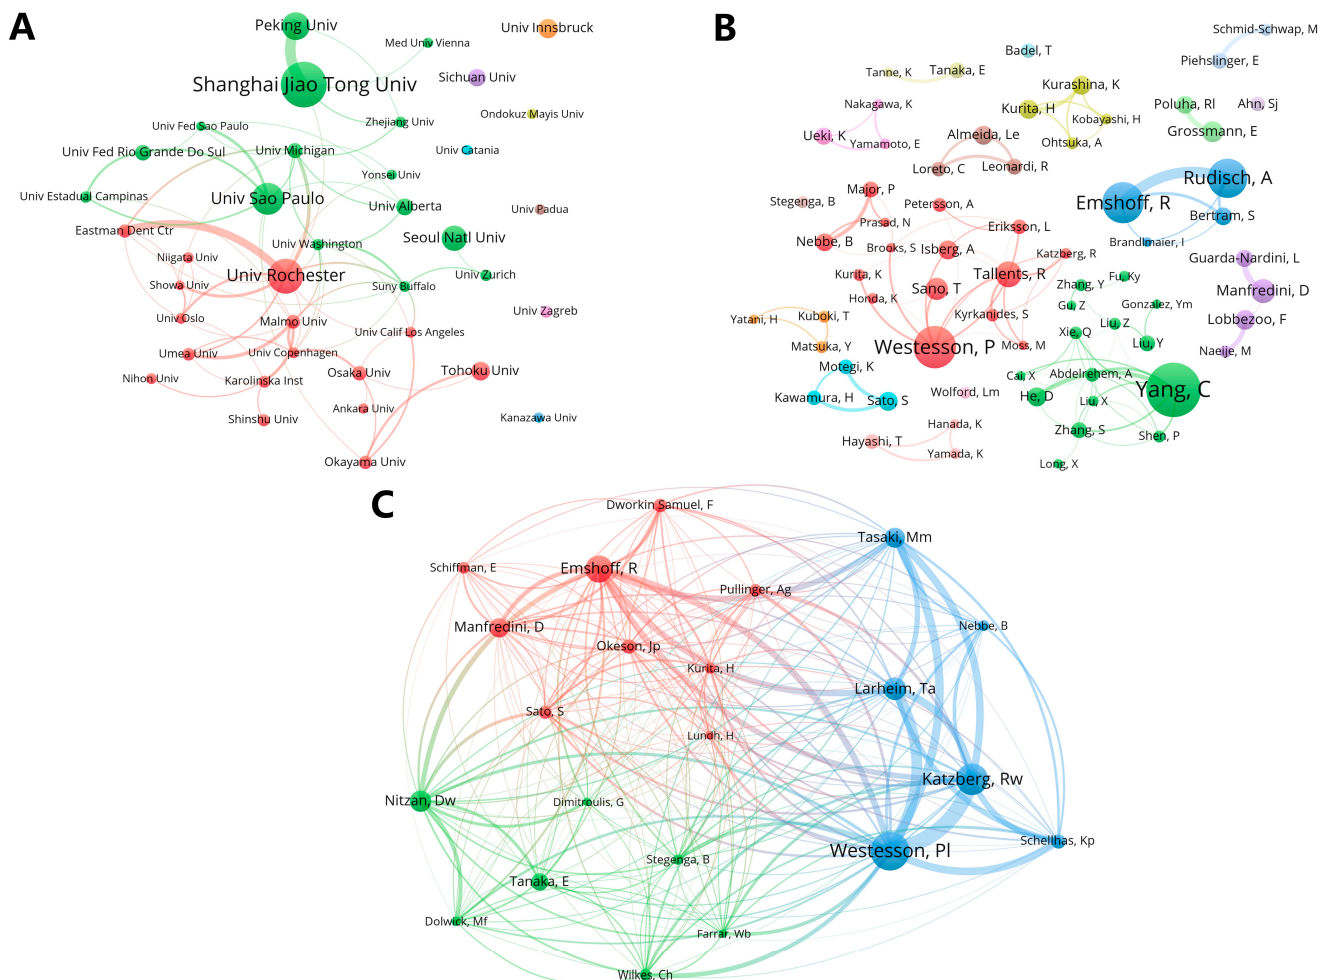 A
Peking Univ
Univ Innsbruck
Med Univ Vienna
Shanghai Jiao Tong Univ
Sichuan Univ
Ondokuz Mayis Univ
Univ Fed Sao Paulo
Zhejiang Univ
Univ Fed Rio Grande Do Sul
Univ Michigan
Univ Catania
Yonsei Univ
Univ Estadual Campinas
Univ Sao Paulo
Univ Alberta
Univ Padua
Eastman Dent Ctr
Univ Washington
Seoul Natl Univ
Niigata Univ
Univ Rochester
Univ Zurich
Showa Univ
Suny Buffalo
Univ Zagreb
Univ Oslo
Malmo Univ
Univ Calif Los Angeles
Umea Univ
Univ Copenhagen
Nihon Univ
Karolinska Inst
Osaka Univ
Tohoku Univ
Ankara Univ
Shinshu Univ
Kanazawa Univ
Okayama Univ
B
Schmid-Schwap, M
Badel, T
Piehslinger, E
Tanne, K
Tanaka, E
Kurashina, K
Nakagawa, K
Kurita, H
Kobayashi, H
Poluha, Rl
Ahn, Sj
Ueki, K
Yamamoto, E
Almeida, Le
Ohtsuka, A
Grossmann, E
Loreto, C
Leonardi, R
Rudisch, A
Major, P
Stegenga, B
Petersson, A
Emshoff, R
Prasad, N
Eriksson, L
Bertram, S
Nebbe, B
Brooks, S
Isberg, A
Katzberg, R
Brandlmaier, I
Guarda-Nardini, L
Kurita, K
Tallents, R
Zhang, Y
Fu, Ky
Sano, T
Manfredini, D
Honda, K
Gu, Z
Gonzalez, Ym
Kyrkanides, S
Liu, Z
Lobbezoo, F
Yatani, H
Kuboki, T
Xie, Q
Liu, Y
Matsuka, Y
Westesson, P
Moss, M
Naeije, M
Motegi, K
Cai, X
Abdelrehem, A
Kawamura, H
Sato, S
Wolford, Lm
He, D
Liu, X
Yang, C
Hanada, K
Zhang, S
Shen, P
Hayashi, T
Yamada, K
Long, X
C
Dworkin Samuel, F
Tasaki, Mm
Schiffman, E
Emshoff, R
Pullinger, Ag
Manfredini, D
Nebbe, B
Okeson, Jp
Kurita, H
Larheim, Ta
Sato, S
Lundh, H
Katzberg, Rw
Nitzan, Dw
Dimitroulis, G
Schellhas, Kp
Westesson, Pl
Stegenga, B
Tanaka, E
Dolwick, Mf
Farrar, Wb
Wilkes, Ch